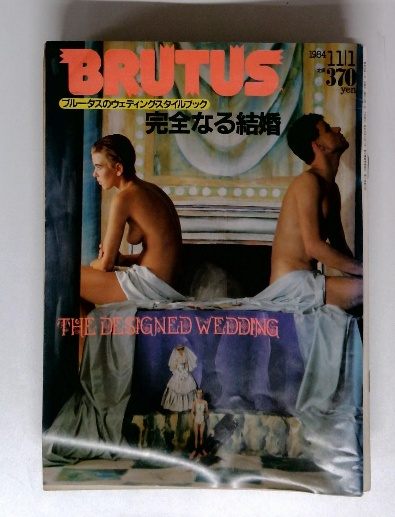 BRUTUS
1984 11|1
370
yen
ブルータスのウェディングスタイルブック
完全なる結婚
THE DESIGNED WEDDING